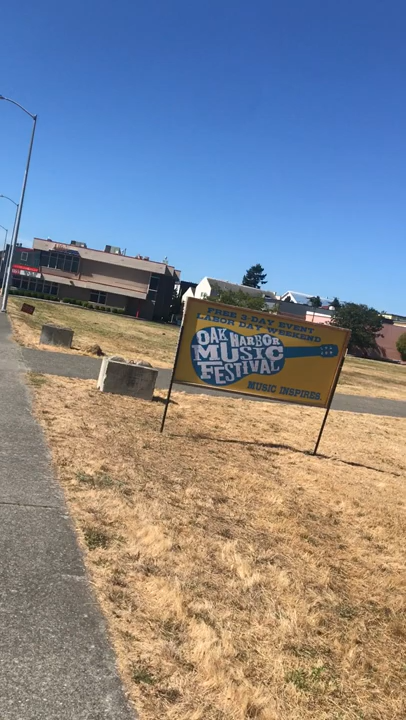 FREE 3-DAY EVENT
LABOR DAY WEEKEND
OAK HARBOR
MUSIC
FESTIVAL
MUSIC INSPIRES.